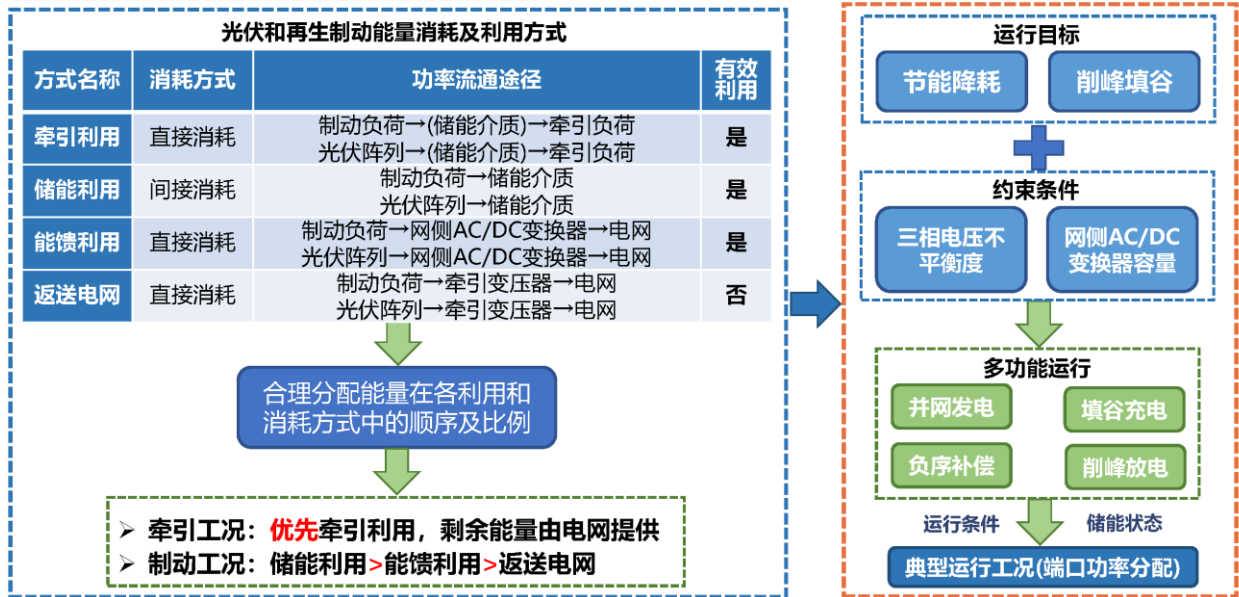 光伏和再生制动能量消耗及利用方式
方式名称 消耗方式 功率流通途径 有效利用
牵引利用 直接消耗 制动负荷→(储能介质)→牵引负荷
光伏阵列→(储能介质)→牵引负荷 是
储能利用 间接消耗 制动负荷→储能介质
光伏阵列→储能介质 是
能馈利用 直接消耗 制动负荷→网侧AC/DC变换器→电网
光伏阵列→网侧AC/DC变换器→电网 是
返送电网 直接消耗 制动负荷→牵引变压器→电网
光伏阵列→牵引变压器→电网 否
合理分配能量在各利用和
消耗方式中的顺序及比例
➢ 牵引工况：优先牵引利用，剩余能量由电网提供
➢ 制动工况：储能利用>能馈利用>返送电网
运行目标
节能降耗 削峰填谷
约束条件
三相电压不
平衡度
网侧AC/DC
变换器容量
多功能运行
并网发电 填谷充电
负序补偿 削峰放电
运行条件 储能状态
典型运行工况(端口功率分配)